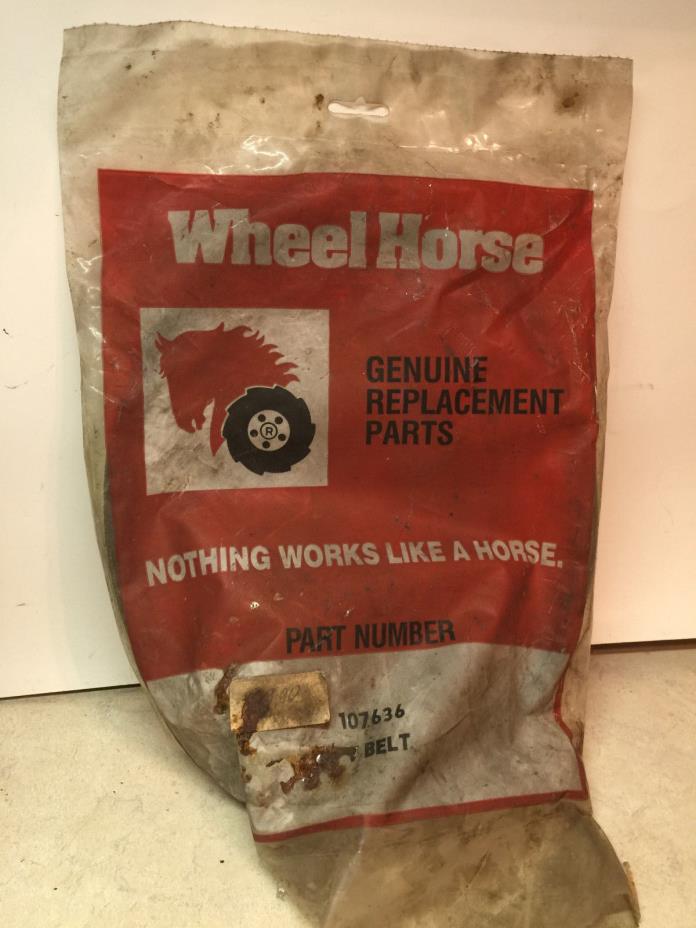 Wheel Horse
GENUINE
REPLACEMENT
PARTS
R
NOTHING WORKS LIKE A HORSE.
PART NUMBER
107636
BELT